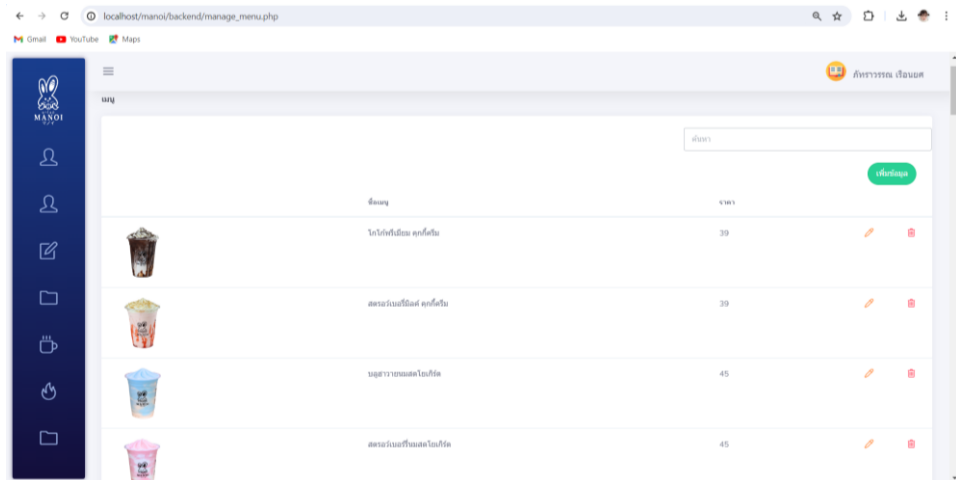 localhost/manoi/backend/manage_menu.php
Gmail YouTube Maps
MANOI
ภัทราวรรณ เรือนยศ
เมนู
ค้นหา
เพิ่มข้อมูล
ชื่อเมนู ราคา
โกโก้พรีเมียม คุกกี้ครีม 39
สตรอว์เบอรี่มิลค์ คุกกี้ครีม 39
บลูฮาวายนมสดโยเกิร์ต 45
สตรอว์เบอรี่นมสดโยเกิร์ต 45